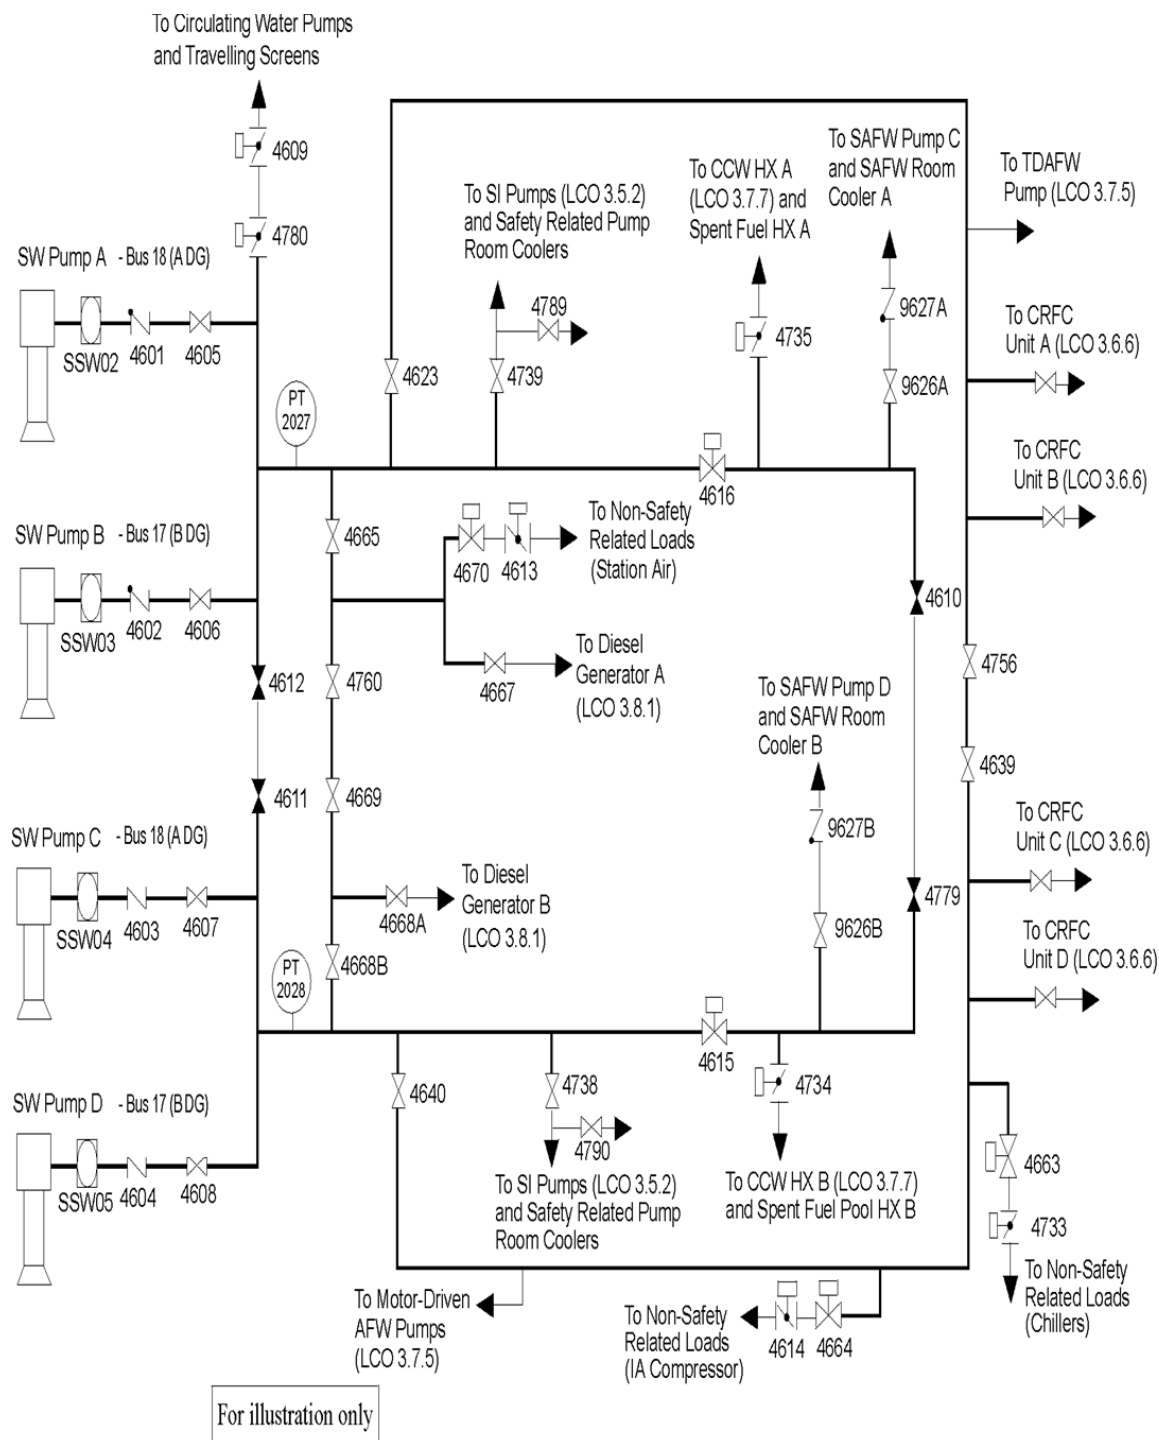 To Circulating Water Pumps
and Travelling Screens
4609
4780
To SAFW Pump C
and SAFW Room
Cooler A
To TDAFW
Pump (LCO 3.7.5)
To CCW HX A
(LCO 3.7.7) and
Spent Fuel HX A
To SI Pumps (LCO 3.5.2)
and Safety Related Pump
Room Coolers
SW Pump A - Bus 18 (A DG)
SSW02
4601
4605
4623
4789
4739
4735
9627A
9626A
To CRFC
Unit A (LCO 3.6.6)
PT
2027
4616
To CRFC
Unit B (LCO 3.6.6)
SW Pump B - Bus 17 (B DG)
SSW03
4602
4606
4665
4670
4613
To Non-Safety
Related Loads
(Station Air)
4610
4612
4760
4667
To Diesel
Generator A
(LCO 3.8.1)
4756
To SAFW Pump D
and SAFW Room
Cooler B
4611
4669
4639
SW Pump C - Bus 18 (A DG)
SSW04
4603
4607
To Diesel
Generator B
(LCO 3.8.1)
4668A
4668B
9627B
9626B
4779
To CRFC
Unit C (LCO 3.6.6)
To CRFC
Unit D (LCO 3.6.6)
PT
2028
4615
SW Pump D - Bus 17 (B DG)
SSW05
4604
4608
4640
4738
4790
4734
4663
4733
To SI Pumps (LCO 3.5.2)
and Safety Related Pump
Room Coolers
To CCW HX B (LCO 3.7.7)
and Spent Fuel Pool HX B
To Non-Safety
Related Loads
(Chillers)
To Motor-Driven
AFW Pumps
(LCO 3.7.5)
To Non-Safety
Related Loads
(IA Compressor)
4614
4664
For illustration only